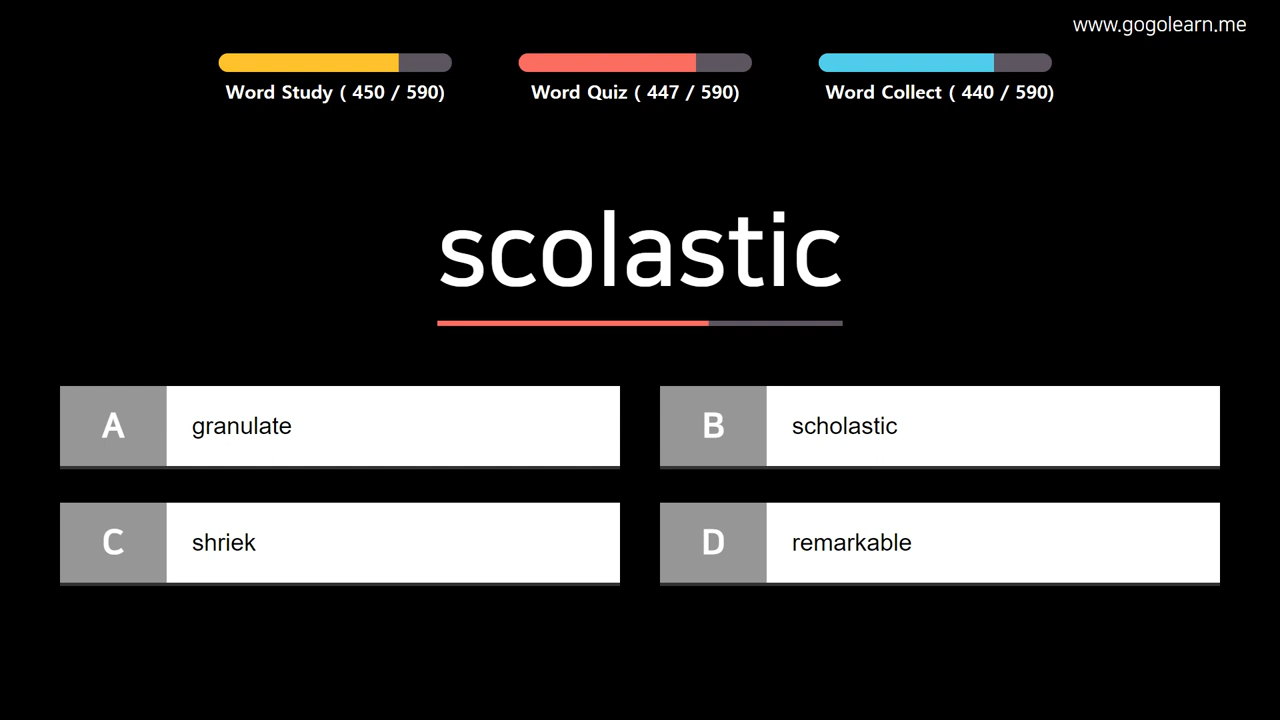 www.gogolearn.me
Word Study ( 450 / 590)
Word Quiz ( 447 / 590)
Word Collect ( 440 / 590)
scolastic
A granulate
B scholastic
C shriek
D remarkable